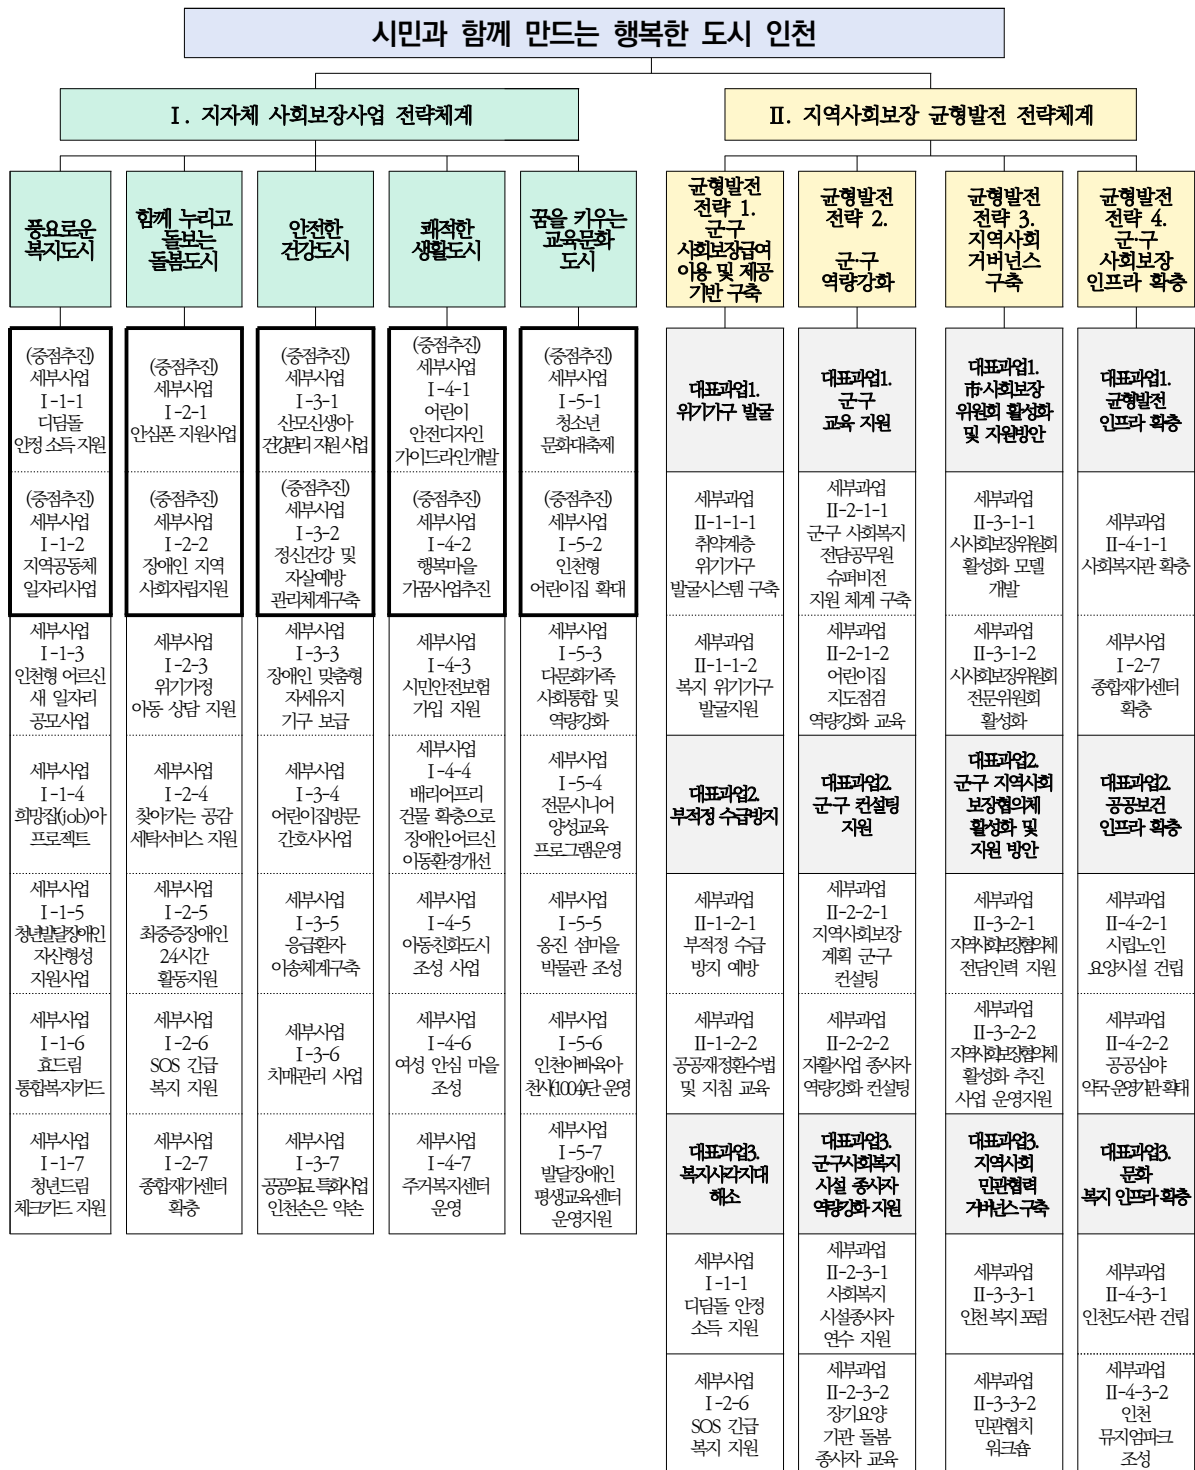 시민과 함께 만드는 행복한 도시 인천
Ⅰ. 지자체 사회보장사업 전략체계
Ⅱ. 지역사회보장 균형발전 전략체계
풍요로운
복지도시
함께 누리고
돌보는
돌봄도시
안전한
건강도시
쾌적한
생활도시
꿈을 키우는
교육문화
도시
균형발전
전략 1.
군·구
사회보장급여
이용 및 제공
기반 구축
균형발전
전략 2.
군·구
역량강화
균형발전
전략 3.
지역사회
거버넌스
구축
균형발전
전략 4.
군·구
사회보장
인프라 확충
(중점추진)
세부사업
Ⅰ-1-1
디딤돌
안정 소득 지원
(중점추진)
세부사업
Ⅰ-1-2
지역공동체
일자리사업
세부사업
Ⅰ-1-3
인천형 어르신
새 일자리
공모사업
세부사업
Ⅰ-1-4
희망잡(job)아
프로젝트
세부사업
Ⅰ-1-5
청년발달장애인
자산형성
지원사업
세부사업
Ⅰ-1-6
효드림
통합복지카드
세부사업
Ⅰ-1-7
청년드림
체크카드 지원
(중점추진)
세부사업
Ⅰ-2-1
안심폰 지원사업
(중점추진)
세부사업
Ⅰ-2-2
장애인 지역
사회자립지원
세부사업
Ⅰ-2-3
위기가정
아동 상담 지원
세부사업
Ⅰ-2-4
찾아가는 공감
세탁서비스 지원
세부사업
Ⅰ-2-5
최중증장애인
24시간
활동지원
세부사업
Ⅰ-2-6
SOS 긴급
복지 지원
세부사업
Ⅰ-2-7
종합재가센터
확충
(중점추진)
세부사업
Ⅰ-3-1
산모신생아
건강관리 지원 사업
(중점추진)
세부사업
Ⅰ-3-2
정신건강 및
자살예방
관리체계구축
세부사업
Ⅰ-3-3
장애인 맞춤형
자세유지
기구 보급
세부사업
Ⅰ-3-4
어린이집방문
간호사사업
세부사업
Ⅰ-3-5
응급환자
이송체계구축
세부사업
Ⅰ-3-6
치매관리 사업
세부사업
Ⅰ-3-7
공공의료 특화사업
인천손은 약손
(중점추진)
세부사업
Ⅰ-4-1
어린이
안전디자인
가이드라인개발
(중점추진)
세부사업
Ⅰ-4-2
행복마을
가꿈사업추진
세부사업
Ⅰ-4-3
시민안전보험
가입 지원
세부사업
Ⅰ-4-4
배리어프리
건물 확충으로
장애인·어르신
이동환경개선
세부사업
Ⅰ-4-5
아동친화도시
조성 사업
세부사업
Ⅰ-4-6
여성 안심 마을
조성
세부사업
Ⅰ-4-7
주거복지센터
운영
(중점추진)
세부사업
Ⅰ-5-1
청소년
문화대축제
(중점추진)
세부사업
Ⅰ-5-2
인천형
어린이집 확대
세부사업
Ⅰ-5-3
다문화가족
사회통합 및
역량강화
세부사업
Ⅰ-5-4
전문시니어
양성교육
프로그램운영
세부사업
Ⅰ-5-5
옹진 섬마을
박물관 조성
세부사업
Ⅰ-5-6
인천아빠육아
천사(1004)단 운영
세부사업
Ⅰ-5-7
발달장애인
평생교육센터
운영지원
대표과업1.
위기가구 발굴
세부과업
Ⅱ-1-1-1
취약계층
위기가구
발굴시스템 구축
세부과업
Ⅱ-1-1-2
복지 위기가구
발굴지원
대표과업2.
부적정 수급방지
세부과업
Ⅱ-1-2-1
부적정 수급
방지 예방
세부과업
Ⅱ-1-2-2
공공재정환수법
및 지침 교육
대표과업3.
복지사각지대
해소
세부사업
Ⅰ-1-1
디딤돌 안정
소득 지원
세부사업
Ⅰ-2-6
SOS 긴급
복지 지원
대표과업1.
군·구
교육 지원
세부과업
Ⅱ-2-1-1
군·구 사회복지
전담공무원
슈퍼비전
지원 체계 구축
세부과업
Ⅱ-2-1-2
어린이집
지도점검
역량강화 교육
대표과업2.
군·구 컨설팅
지원
세부과업
Ⅱ-2-2-1
지역사회보장
계획 군·구
컨설팅
세부과업
Ⅱ-2-2-2
자활사업 종사자
역량강화 컨설팅
대표과업3.
군·구사회복지
시설 종사자
역량강화 지원
세부과업
Ⅱ-2-3-1
사회복지
시설종사자
연수 지원
세부과업
Ⅱ-2-3-2
장기요양
기관 돌봄
종사자 교육
대표과업1.
市사회보장
위원회 활성화
및 지원방안
세부과업
Ⅱ-3-1-1
시사회보장위원회
활성화 모델
개발
세부과업
Ⅱ-3-1-2
시사회보장위원회
전문위원회
활성화
대표과업2.
군·구 지역사회
보장협의체
활성화 및
지원 방안
세부과업
Ⅱ-3-2-1
지역사회보장협의체
전담인력 지원
세부과업
Ⅱ-3-2-2
지역사회보장협의체
활성화 추진
사업 운영지원
대표과업3.
지역사회
민관협력
거버넌스 구축
세부과업
Ⅱ-3-3-1
인천 복지 포럼
세부과업
Ⅱ-3-3-2
민관협치
워크숍
대표과업1.
균형발전
인프라 확충
세부과업
Ⅱ-4-1-1
사회복지관 확충
세부사업
Ⅰ-2-7
종합재가센터
확충
대표과업2.
공공보건
인프라 확충
세부과업
Ⅱ-4-2-1
시립노인
요양시설 건립
세부과업
Ⅱ-4-2-2
공공심야
약국 운영기관 확대
대표과업3.
문화
복지 인프라 확충
세부과업
Ⅱ-4-3-1
인천도서관 건립
세부과업
Ⅱ-4-3-2
인천
뮤지엄파크
조성